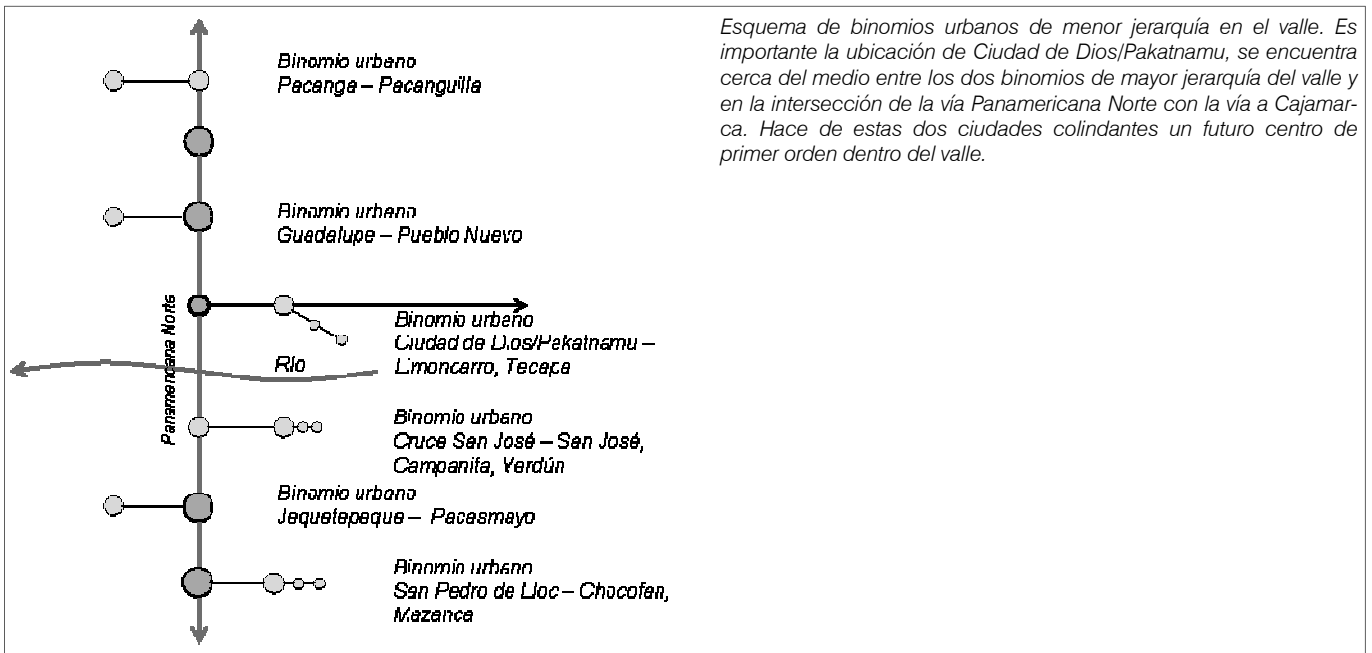 Binomio urbano
Pacanga – Pacanguilla
Binomio urbano
Guadalupe – Pueblo Nuevo
Panamericana Norte
Binomio urbano
Ciudad de Dios/Pakatnamu –
Limoncarro, Tecapa
Río
Binomio urbano
Cruce San José – San José,
Campanita, Verdún
Binomio urbano
Jequetepeque – Pacasmayo
Binomio urbano
San Pedro de Lloc – Chocofan,
Mazanca
Esquema de binomios urbanos de menor jerarquía en el valle. Es
importante la ubicación de Ciudad de Dios/Pakatnamu, se encuentra
cerca del medio entre los dos binomios de mayor jerarquía del valle y
en la intersección de la vía Panamericana Norte con la vía a Cajamar-
ca. Hace de estas dos ciudades colindantes un futuro centro de
primer orden dentro del valle.